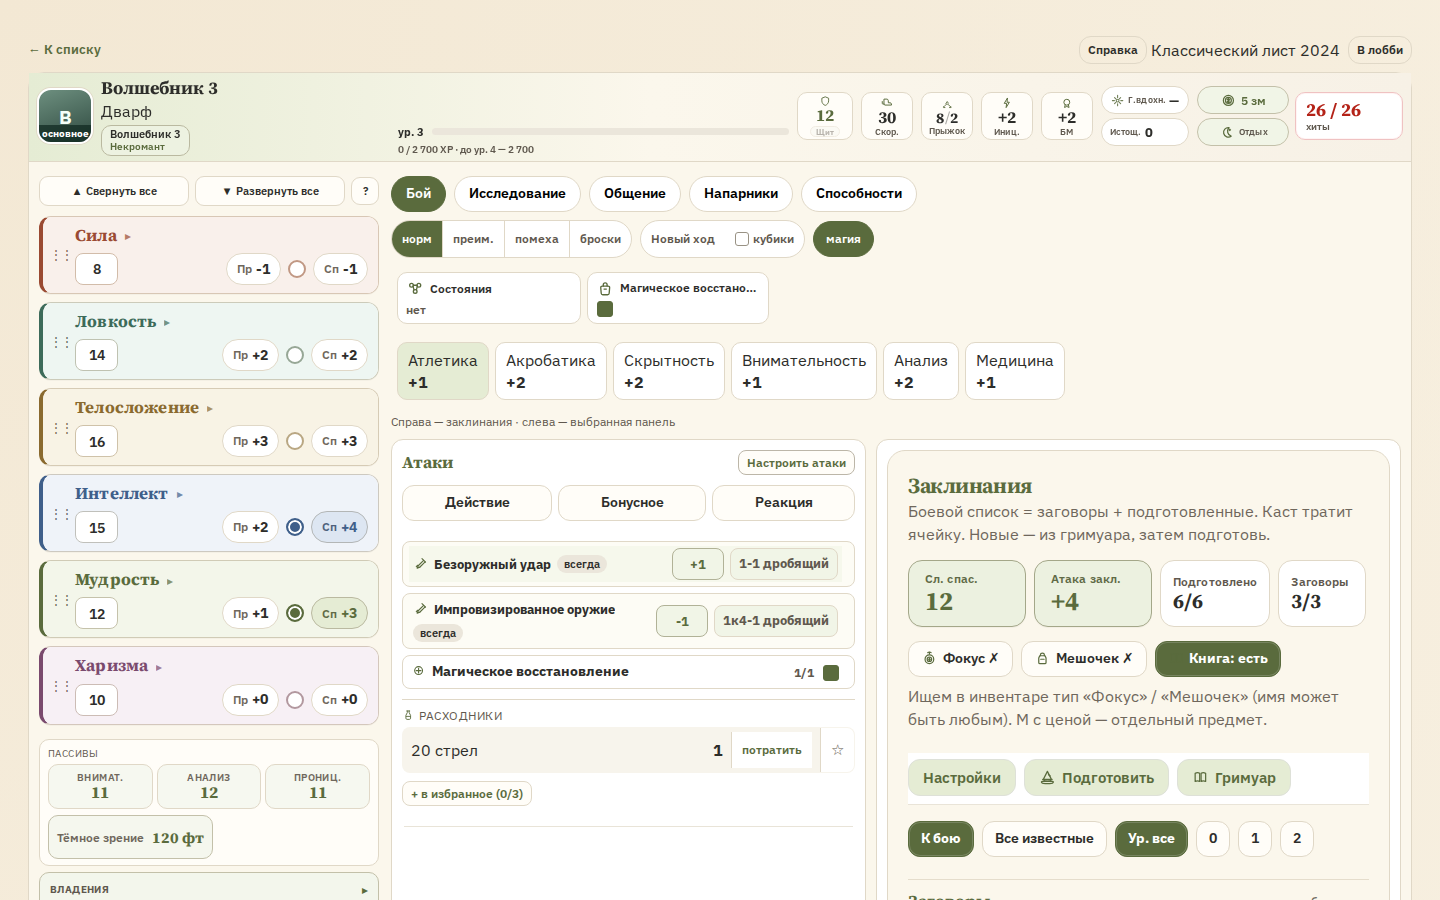 ← К списку
Справка Классический лист 2024 В лобби
В
основное
Волшебник 3
Дварф
Волшебник 3
Некромант
ур. 3
0 / 2 700 XP · до ур. 4 — 2 700
12
Щит
30
Скор.
8/2
Прыжок
+2
Иниц.
+2
БМ
Г.вдохн. —
Истощ. 0
5 зм
Отдых
26 / 26
хиты
▲ Свернуть все
▼ Развернуть все
?
Сила ▸
8
Пр -1
Сп -1
Ловкость ▸
14
Пр +2
Сп +2
Телосложение ▸
16
Пр +3
Сп +3
Интеллект ▸
15
Пр +2
Сп +4
Мудрость ▸
12
Пр +1
Сп +3
Харизма ▸
10
Пр +0
Сп +0
ПАССИВЫ
ВНИМАТ.
11
АНАЛИЗ
12
ПРОНИЦ.
11
Тёмное зрение 120 фт
ВЛАДЕНИЯ ▸
Бой
Исследование
Общение
Напарники
Способности
норм
преим.
помеха
броски
Новый ход
кубики
магия
Состояния
нет
Магическое восстано...
Атлетика
+1
Акробатика
+2
Скрытность
+2
Внимательность
+1
Анализ
+2
Медицина
+1
Справа — заклинания · слева — выбранная панель
Атаки
Настроить атаки
Действие
Бонусное
Реакция
Безоружный удар всегда
+1
1-1 дробящий
Импровизированное оружие
всегда
-1
1к4-1 дробящий
Магическое восстановление
1/1
РАСХОДНИКИ
20 стрел
1
потратить
☆
+ в избранное (0/3)
Заклинания
Боевой список = заговоры + подготовленные. Каст тратит
ячейку. Новые — из гримуара, затем подготовь.
Сл. спас.
12
Атака закл.
+4
Подготовлено
6/6
Заговоры
3/3
Фокус ✗
Мешочек ✗
Книга: есть
Ищем в инвентаре тип «Фокус» / «Мешочек» (имя может
быть любым). М с ценой — отдельный предмет.
Настройки
Подготовить
Гримуар
К бою
Все известные
Ур. все
0
1
2